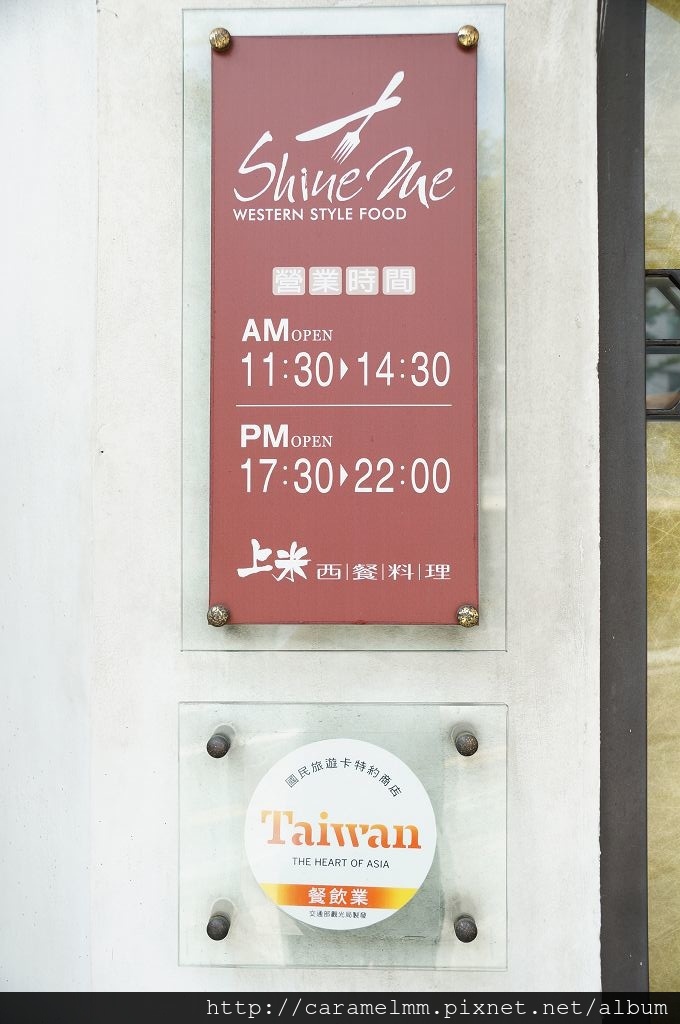 Shine Me
WESTERN STYLE FOOD
營業時間
AM OPEN
11:30▸14:30
PM OPEN
17:30▸22:00
上米 西|餐|料|理
國民旅遊卡特約商店
Taiwan
THE HEART OF ASIA
餐飲業
交通部觀光局製發
http://caramelmm.pixnet.net/album